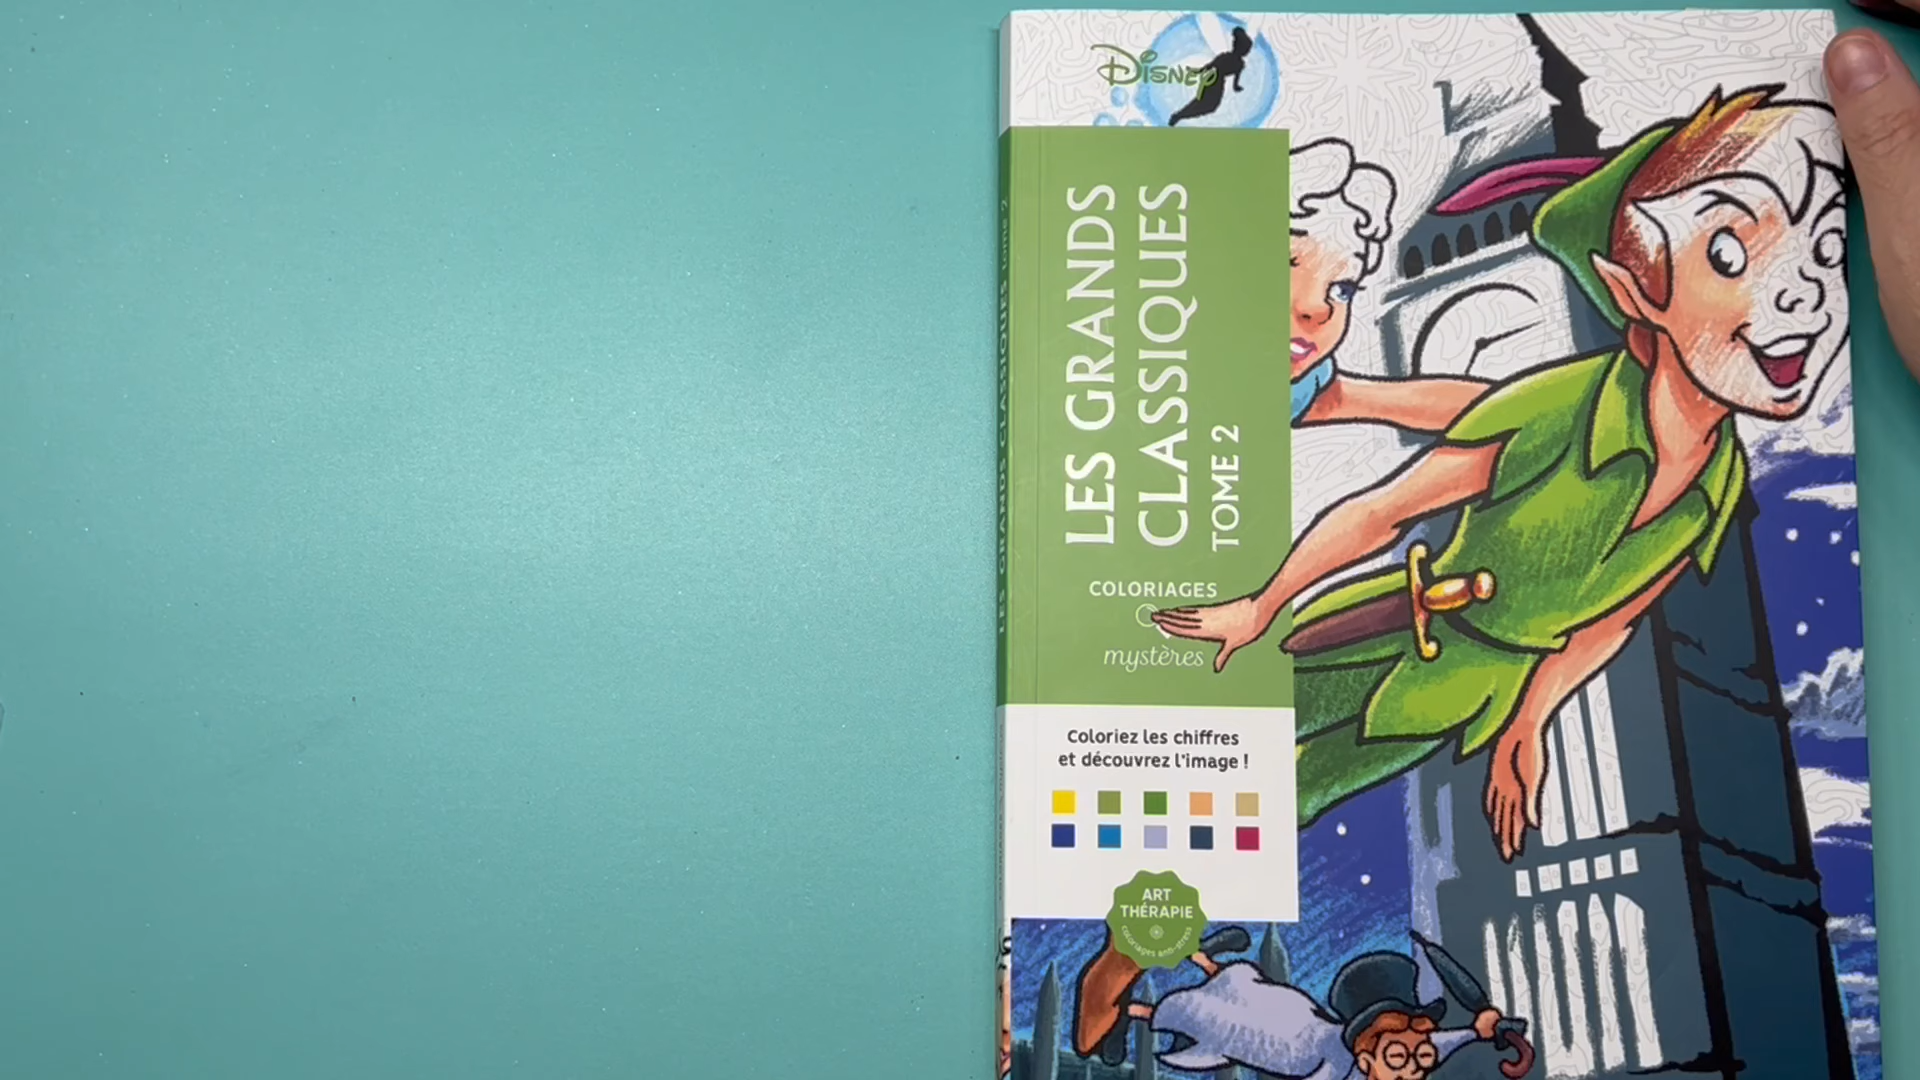 Disney
LES GRANDS
CLASSIQUES
TOME 2
COLORIAGES
mystères
Coloriez les chiffres
et découvrez l'image !
ART
THÉRAPIE
coloriages anti-stress
LES GRANDS CLASSIQUES tome 2